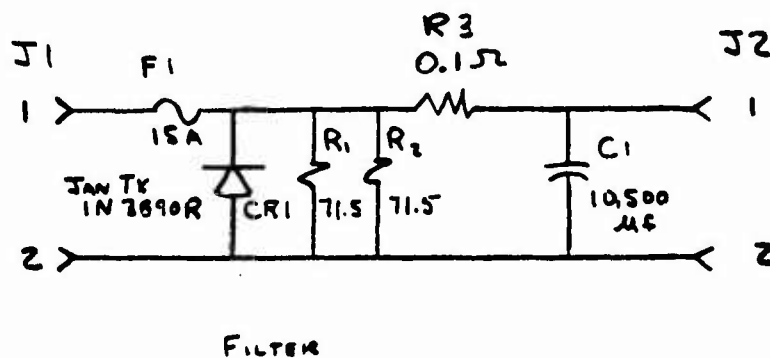 J1
F1
R3
0.1Ω
J2
1
15A
1
R1
R2
C1
JAN TX
1N3890R
CR1
71.5
71.5
10,500
µf
2
2
FILTER